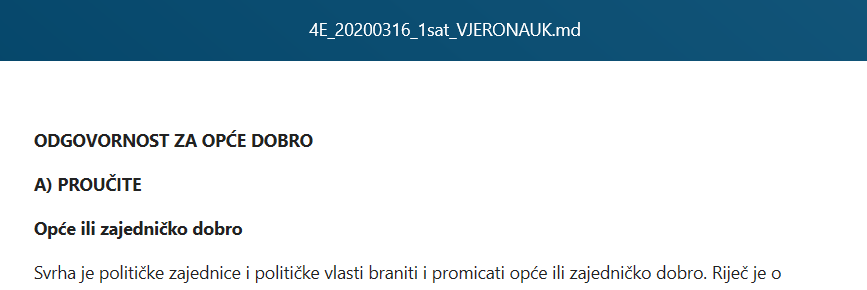 4E_20200316_1sat_VJERONAUK.md
ODGOVORNOST ZA OPĆE DOBRO
A) PROUČITE
Opće ili zajedničko dobro
Svrha je političke zajednice i političke vlasti braniti i promicati opće ili zajedničko dobro. Riječ je o